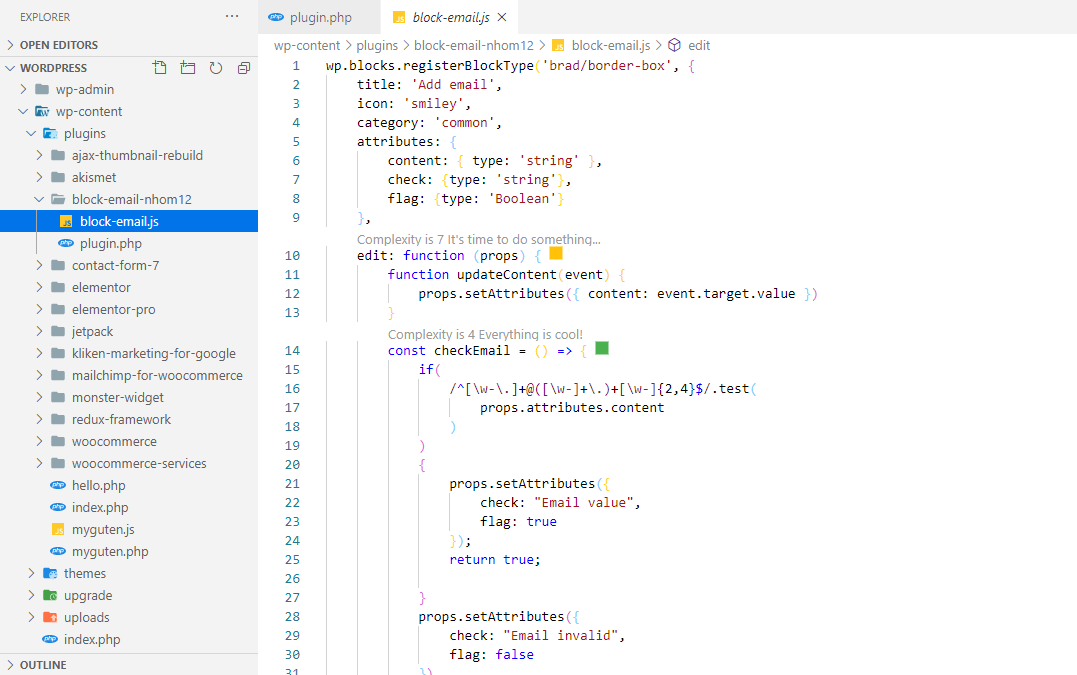 EXPLORER
OPEN EDITORS
WORDPRESS
wp-admin
wp-content
plugins
ajax-thumbnail-rebuild
akismet
block-email-nhom12
block-email.js
plugin.php
contact-form-7
elementor
elementor-pro
jetpack
kliken-marketing-for-google
mailchimp-for-woocommerce
monster-widget
redux-framework
woocommerce
woocommerce-services
hello.php
index.php
myguten.js
myguten.php
themes
upgrade
uploads
index.php
OUTLINE
plugin.php block-email.js
wp-content > plugins > block-email-nhom12 > block-email.js > edit
1 wp.blocks.registerBlockType('brad/border-box', {
2 title: 'Add email',
3 icon: 'smiley',
4 category: 'common',
5 attributes: {
6 content: { type: 'string' },
7 check: {type: 'string'},
8 flag: {type: 'Boolean'}
9 },
Complexity is 7 It's time to do something...
10 edit: function (props) {
11 function updateContent(event) {
12 props.setAttributes({ content: event.target.value })
13 }
Complexity is 4 Everything is cool!
14 const checkEmail = () => {
15 if(
16 /^[\w-\.]+@([\w-]+\.)+[\w-]{2,4}$/.test(
17 props.attributes.content
18 )
19 )
20 {
21 props.setAttributes({
22 check: "Email value",
23 flag: true
24 });
25 return true;
26
27 }
28 props.setAttributes({
29 check: "Email invalid",
30 flag: false
31 })